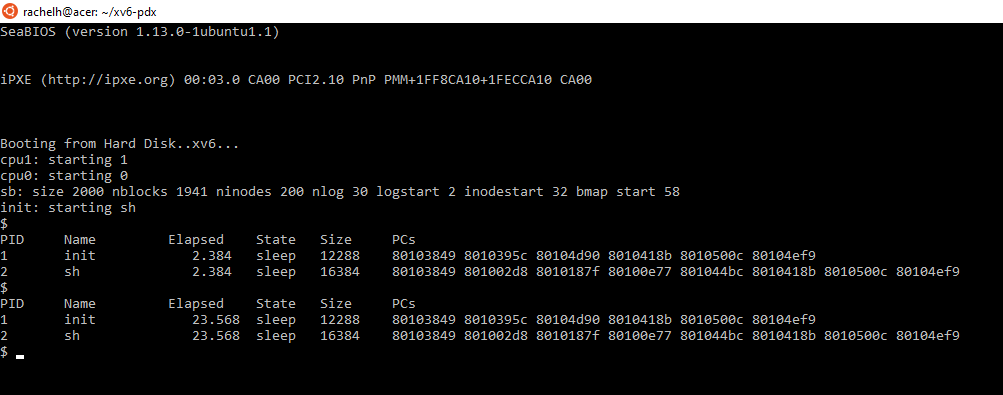 rachelh@acer: ~/xv6-pdx
SeaBIOS (version 1.13.0-1ubuntu1.1)
iPXE (http://ipxe.org) 00:03.0 CA00 PCI2.10 PnP PMM+1FF8CA10+1FECCA10 CA00
Booting from Hard Disk..xv6...
cpu1: starting 1
cpu0: starting 0
sb: size 2000 nblocks 1941 ninodes 200 nlog 30 logstart 2 inodestart 32 bmap start 58
init: starting sh
$
PID     Name         Elapsed    State   Size     PCs
1       init            2.384   sleep   12288    80103849 8010395c 80104d90 8010418b 8010500c 80104ef9
2       sh              2.384   sleep   16384    80103849 801002d8 8010187f 80100e77 801044bc 8010418b 8010500c 80104ef9
$
PID     Name         Elapsed    State   Size     PCs
1       init            23.568  sleep   12288    80103849 8010395c 80104d90 8010418b 8010500c 80104ef9
2       sh              23.568  sleep   16384    80103849 801002d8 8010187f 80100e77 801044bc 8010418b 8010500c 80104ef9
$